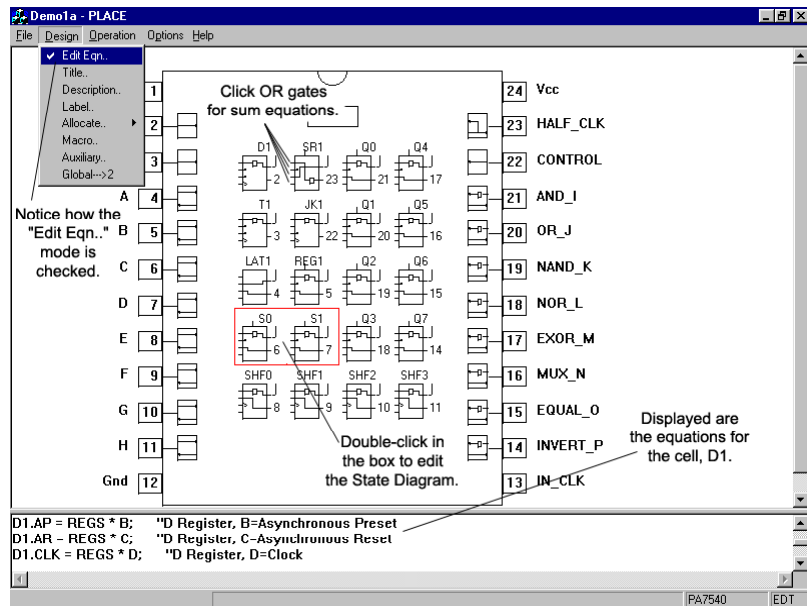 Demo1a - PLACE
File Design Operation Options Help
Edit Eqn..
Title..
Description..
Label..
Allocate..
Macro..
Auxiliary..
Global--->2
Click OR gates
for sum equations.
Notice how the
"Edit Eqn.."
mode is
checked.
1
2
3
A 4
B 5
C 6
D 7
E 8
F 9
G 10
H 11
Gnd 12
24 Vcc
23 HALF_CLK
22 CONTROL
21 AND_I
20 OR_J
19 NAND_K
18 NOR_L
17 EXOR_M
16 MUX_N
15 EQUAL_O
14 INVERT_P
13 IN_CLK
D1 SR1 Q0 Q4
2 23 21 17
T1 JK1 Q1 Q5
3 22 20 16
LAT1 REG1 Q2 Q6
4 5 19 15
S0 S1 Q3 Q7
6 7 18 14
SHF0 SHF1 SHF2 SHF3
8 9 10 11
Double-click in
the box to edit
the State Diagram.
Displayed are
the equations for
the cell, D1.
D1.AP = REGS * B; "D Register, B=Asynchronous Preset
D1.AR = REGS * C; "D Register, C=Asynchronous Reset
D1.CLK = REGS * D; "D Register, D=Clock
PA7540 EDT